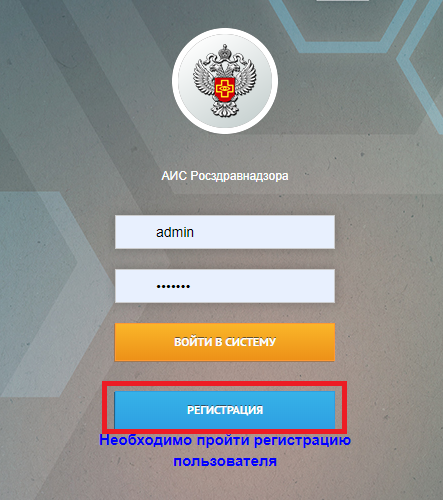 АИС Росздравнадзора
admin
•••••••
ВОЙТИ В СИСТЕМУ
РЕГИСТРАЦИЯ
Необходимо пройти регистрацию
пользователя